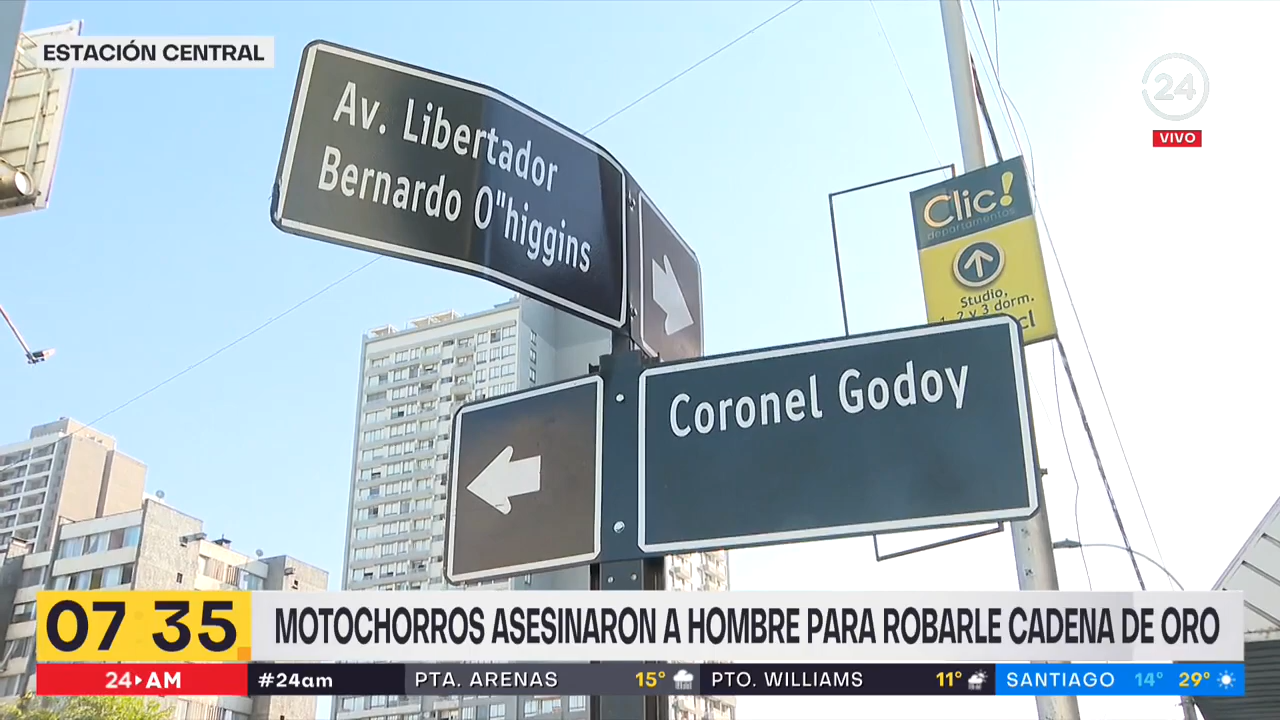 ESTACIÓN CENTRAL
24
VIVO
Av. Libertador
Bernardo O"higgins
Clic!
departamentos
Studio,
1, 2 y 3 dorm.
cl
Coronel Godoy
07 35
MOTOCHORROS ASESINARON A HOMBRE PARA ROBARLE CADENA DE ORO
24 AM
#24am
PTA. ARENAS 15°
PTO. WILLIAMS 11°
SANTIAGO 14° 29°